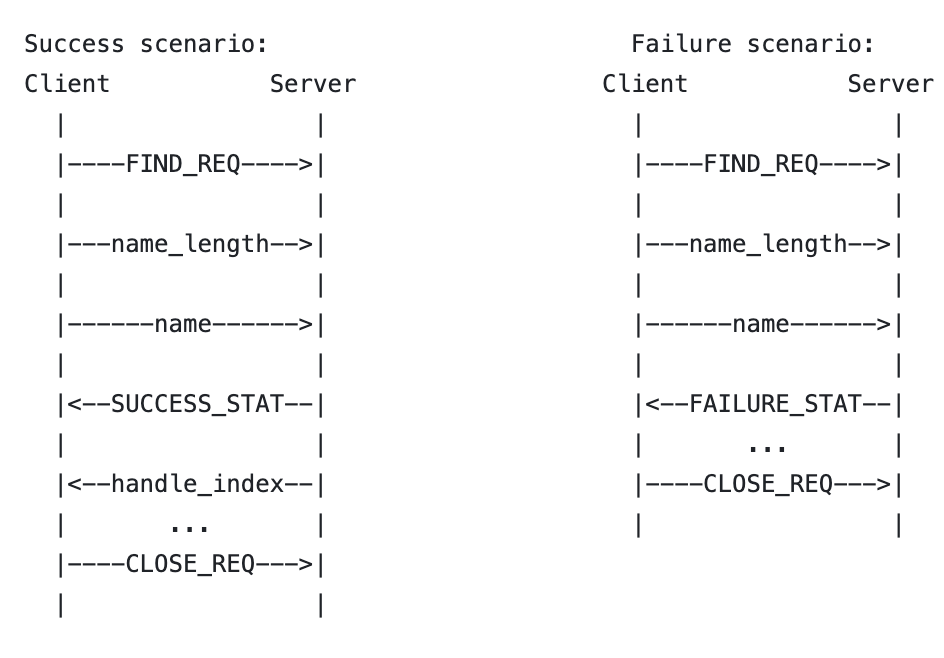 Success scenario:                         Failure scenario:
Client           Server                 Client           Server
  |                 |                     |                 |
  |----FIND_REQ---->|                     |----FIND_REQ---->|
  |                 |                     |                 |
  |---name_length-->|                     |---name_length-->|
  |                 |                     |                 |
  |------name------>|                     |------name------>|
  |                 |                     |                 |
  |<--SUCCESS_STAT--|                     |<--FAILURE_STAT--|
  |                 |                     |       ...       |
  |<--handle_index--|                     |----CLOSE_REQ--->|
  |       ...       |                     |                 |
  |----CLOSE_REQ--->|
  |                 |